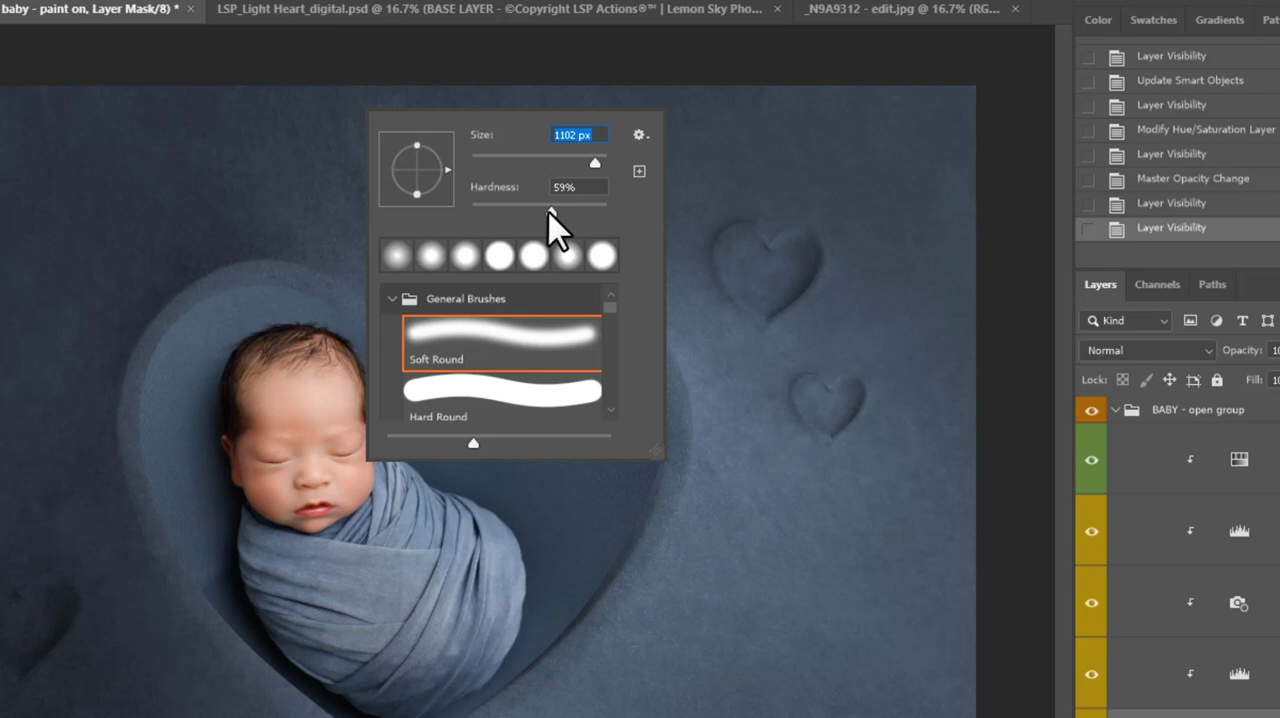 baby - paint on, Layer Mask/8) * × LSP_Light Heart_digital.psd @ 16.7% (BASE LAYER - ©Copyright LSP Actions®™ | Lemon Sky Pho... × _N9A9312 - edit.jpg @ 16.7% (RG... ×
Color Swatches Gradients
Size: 1102 px
Hardness: 59%
General Brushes
Soft Round
Hard Round
Layer Visibility
Update Smart Objects
Layer Visibility
Modify Hue/Saturation Layer
Layer Visibility
Master Opacity Change
Layer Visibility
Layer Visibility
Layers Channels Paths
Kind
Normal Opacity: 10
Lock: Fill: 10
BABY - open group